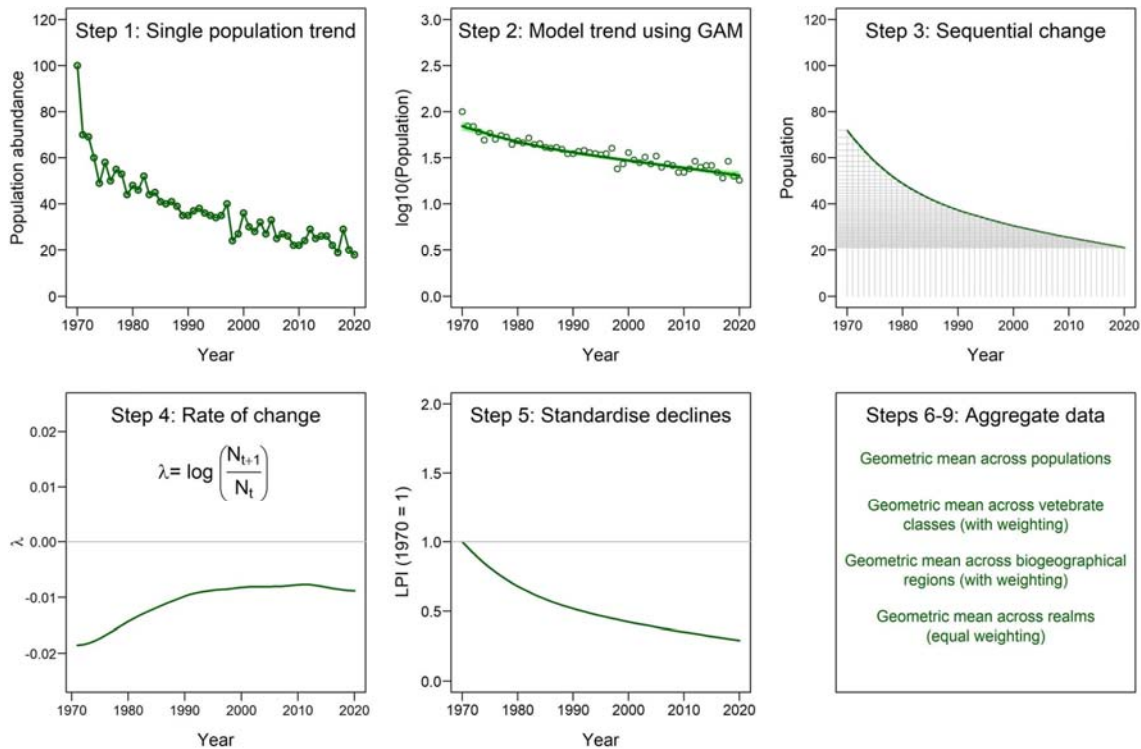 Step 1: Single population trend
Population abundance
120
100
80
60
40
20
0
1970 1980 1990 2000 2010 2020
Year
Step 2: Model trend using GAM
log10(Population)
3.0
2.5
2.0
1.5
1.0
0.5
0.0
1970 1980 1990 2000 2010 2020
Year
Step 3: Sequential change
Population
120
100
80
60
40
20
0
1970 1980 1990 2000 2010 2020
Year
Step 4: Rate of change
λ= log (N_{t+1}/N_t)
λ
0.02
0.01
0.00
-0.01
-0.02
1970 1980 1990 2000 2010 2020
Year
Step 5: Standardise declines
LPI (1970 = 1)
2.0
1.5
1.0
0.5
0.0
1970 1980 1990 2000 2010 2020
Year
Steps 6-9: Aggregate data
Geometric mean across populations
Geometric mean across vetebrate
classes (with weighting)
Geometric mean across biogeographical
regions (with weighting)
Geometric mean across realms
(equal weighting)